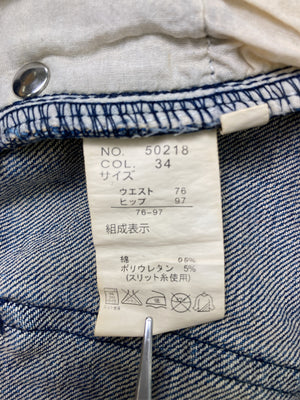 NO. 50218
COL. 34
サイズ
ウエスト 76
ヒップ 97
76-97
組成表示
綿 95%
ポリウレタン 5%
(スリット糸使用)